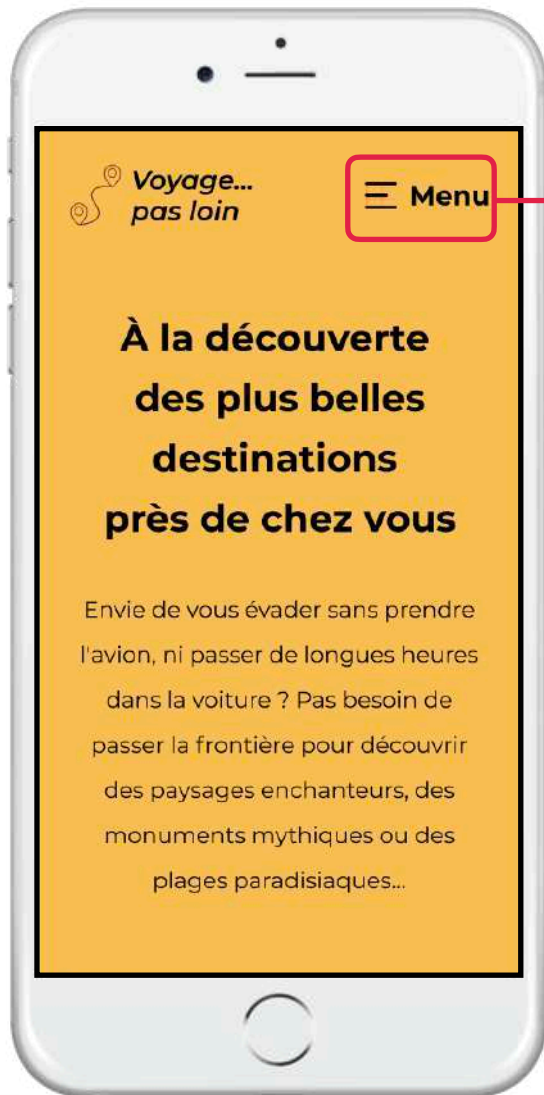 Voyage...
pas loin
Menu
À la découverte
des plus belles
destinations
près de chez vous
Envie de vous évader sans prendre
l'avion, ni passer de longues heures
dans la voiture ? Pas besoin de
passer la frontière pour découvrir
des paysages enchanteurs, des
monuments mythiques ou des
plages paradisiaques...